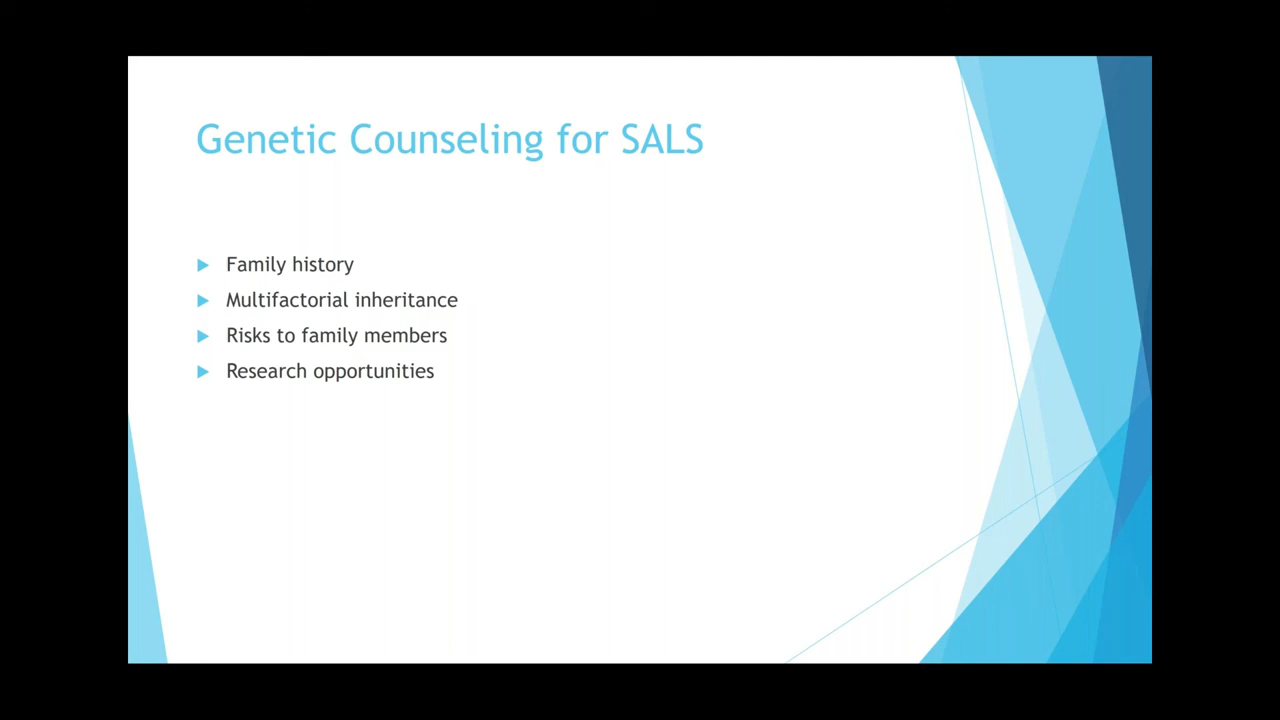 Genetic Counseling for SALS
Family history
Multifactorial inheritance
Risks to family members
Research opportunities